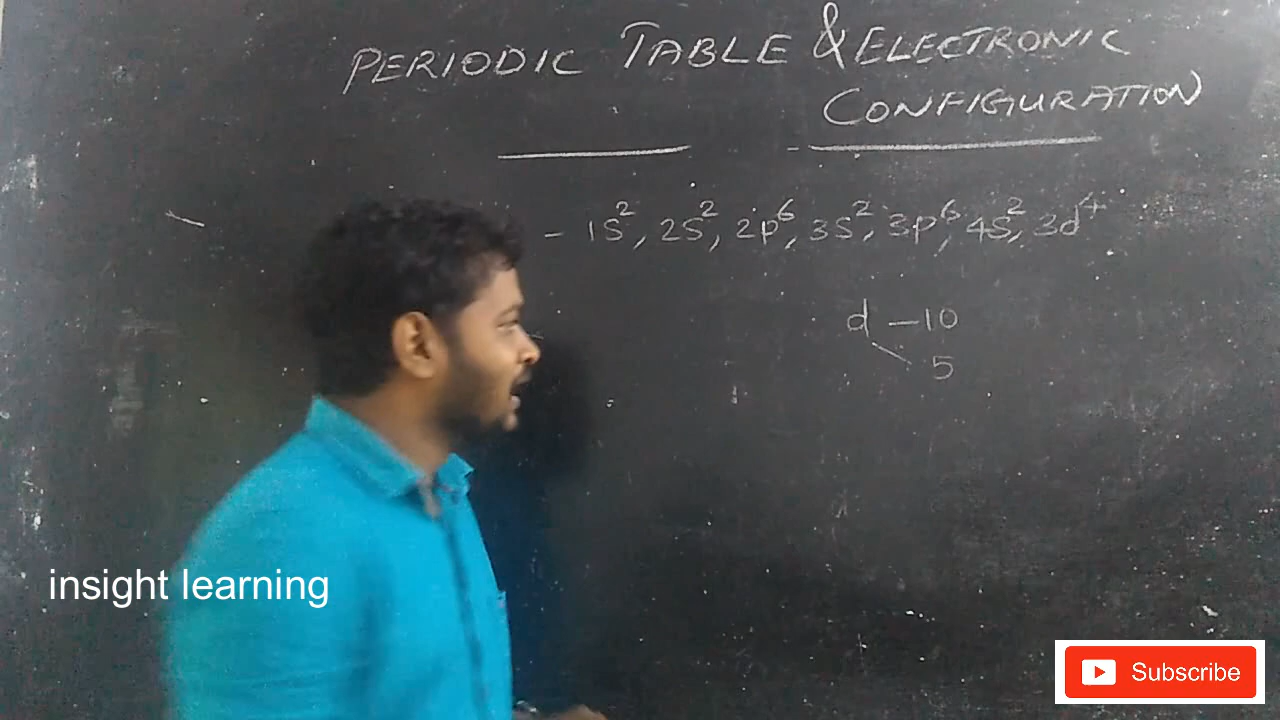 PERIODIC TABLE & ELECTRONIC
CONFIGURATION
- 1S², 2S², 2p⁶, 3S², 3p⁶, 4S², 3d⁴
d — 10
5
insight learning
Subscribe